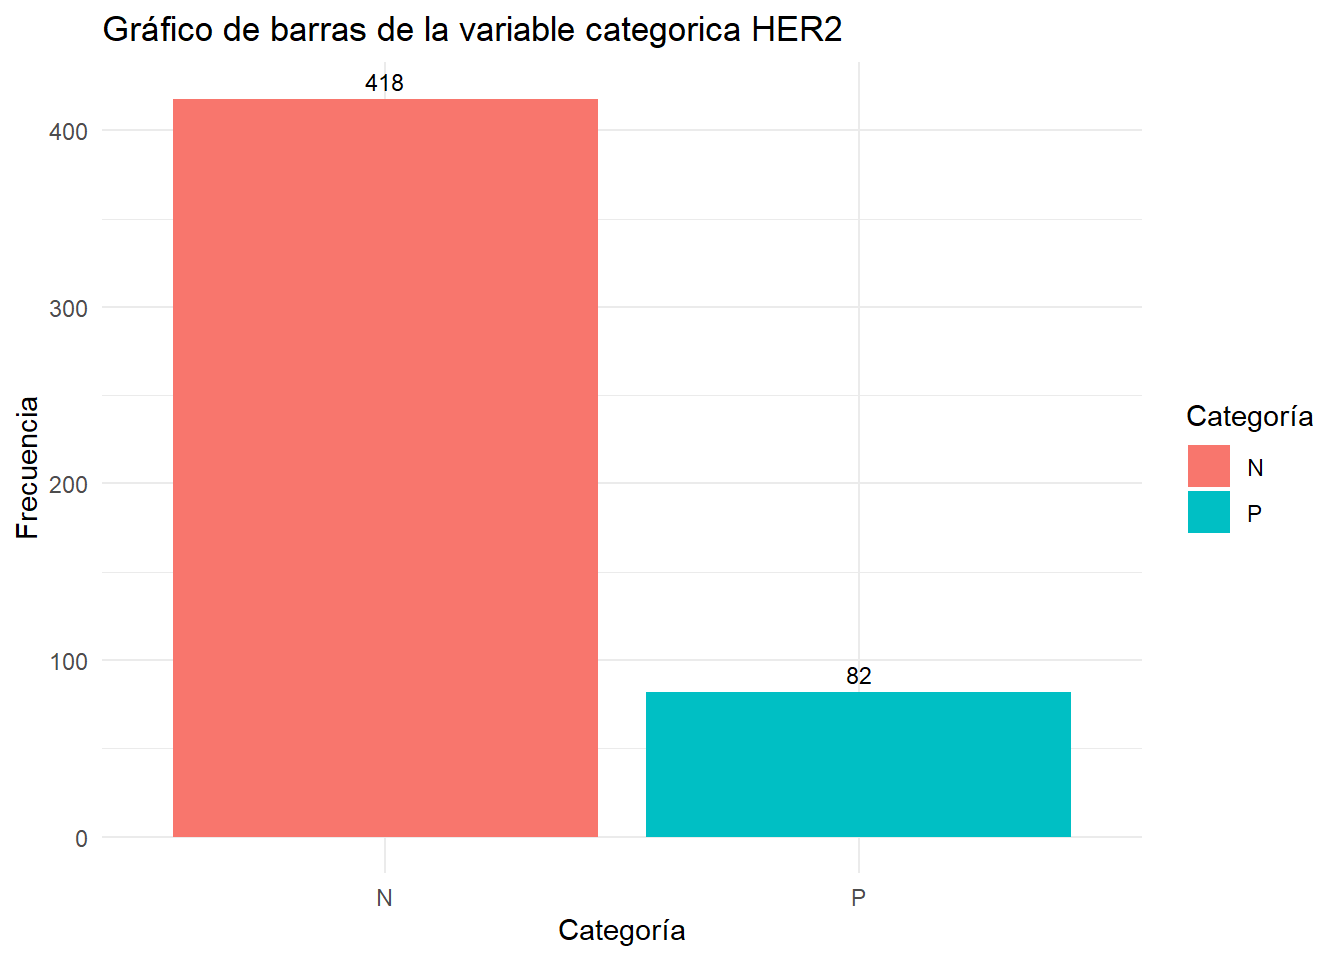 Gráfico de barras de la variable categorica HER2
418
400
300
200
100
0
82
Frecuencia
N
P
Categoría
Categoría
N
P